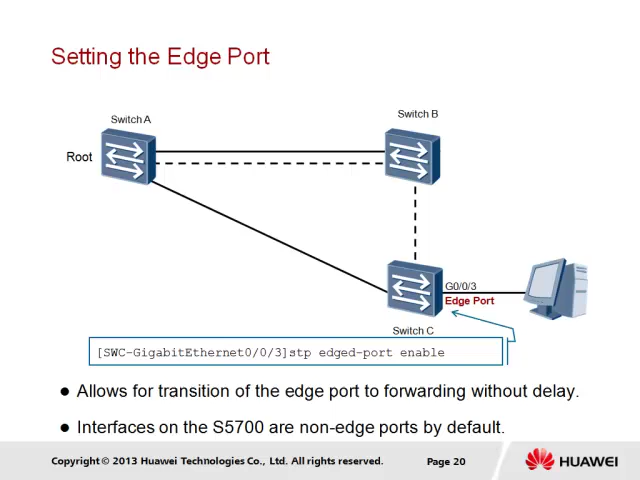 Setting the Edge Port
Switch A
Switch B
Root
G0/0/3
Edge Port
Switch C
[SWC-GigabitEthernet0/0/3]stp edged-port enable
● Allows for transition of the edge port to forwarding without delay.
● Interfaces on the S5700 are non-edge ports by default.
Copyright © 2013 Huawei Technologies Co., Ltd. All rights reserved.
Page 20
HUAWEI